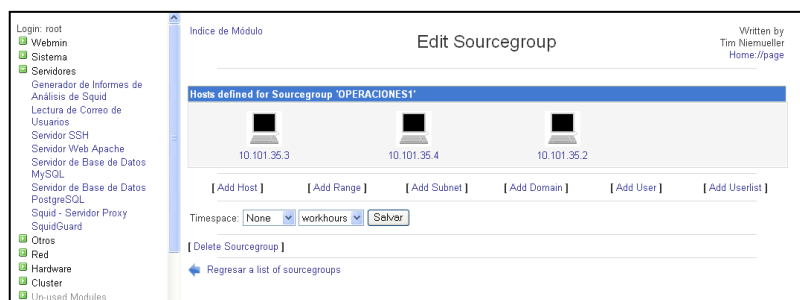 Login: root
Webmin
Sistema
Servidores
Generador de Informes de
Análisis de Squid
Lectura de Correo de
Usuarios
Servidor SSH
Servidor Web Apache
Servidor de Base de Datos
MySQL
Servidor de Base de Datos
PostgreSQL
Squid - Servidor Proxy
SquidGuard
Otros
Red
Hardware
Cluster
Un-used Modules
Indice de Módulo
Edit Sourcegroup
Written by
Tim Niemueller
Home://page
Hosts defined for Sourcegroup 'OPERACIONES1'
10.101.35.3 10.101.35.4 10.101.35.2
[ Add Host ] [ Add Range ] [ Add Subnet ] [ Add Domain ] [ Add User ] [ Add Userlist ]
Timespace: None workhours Salvar
[ Delete Sourcegroup ]
Regresar a list of sourcegroups